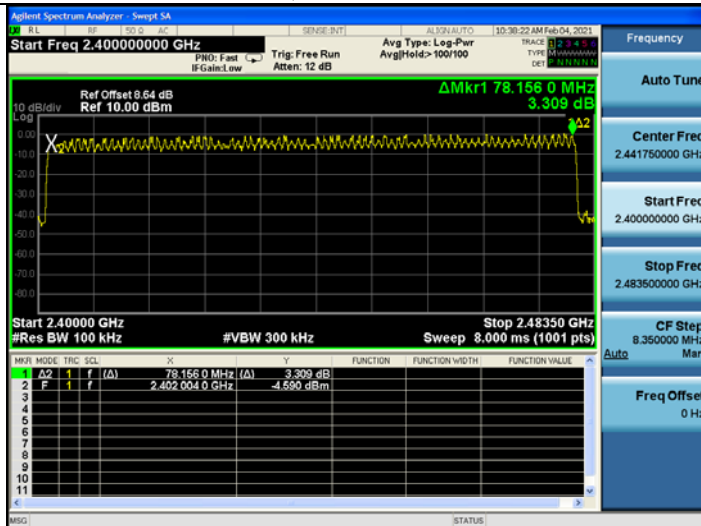 Agilent Spectrum Analyzer - Swept SA
RL RF 50 Ω AC SENSE:INT ALIGNAUTO 10:38:22 AM Feb 04, 2021
Start Freq 2.400000000 GHz
PNO: Fast
IFGain:Low
Trig: Free Run
Atten: 12 dB
Avg Type: Log-Pwr
Avg|Hold:>100/100
TRACE 1 2 3 4 5 6
TYPE M
DET P N N N N N
Frequency
Ref Offset 8.64 dB
Ref 10.00 dBm
ΔMkr1 78.156 0 MHz
3.309 dB
10 dB/div
Log
0.00
-10.0
-20.0
-30.0
-40.0
-50.0
-60.0
-70.0
-80.0
X2
Δ2
Start 2.40000 GHz
Stop 2.48350 GHz
#Res BW 100 kHz #VBW 300 kHz Sweep 8.000 ms (1001 pts)
MKR MODE TRC SCL X Y FUNCTION FUNCTION WIDTH FUNCTION VALUE
1 Δ2 1 f (Δ) 78.156 0 MHz (Δ) 3.309 dB
2 F 1 f 2.402 004 0 GHz -4.590 dBm
3
4
5
6
7
8
9
10
11
MSG STATUS
Auto Tune
Center Freq
2.441750000 GHz
Start Freq
2.400000000 GHz
Stop Freq
2.483500000 GHz
CF Step
8.350000 MHz
Auto Man
Freq Offset
0 Hz